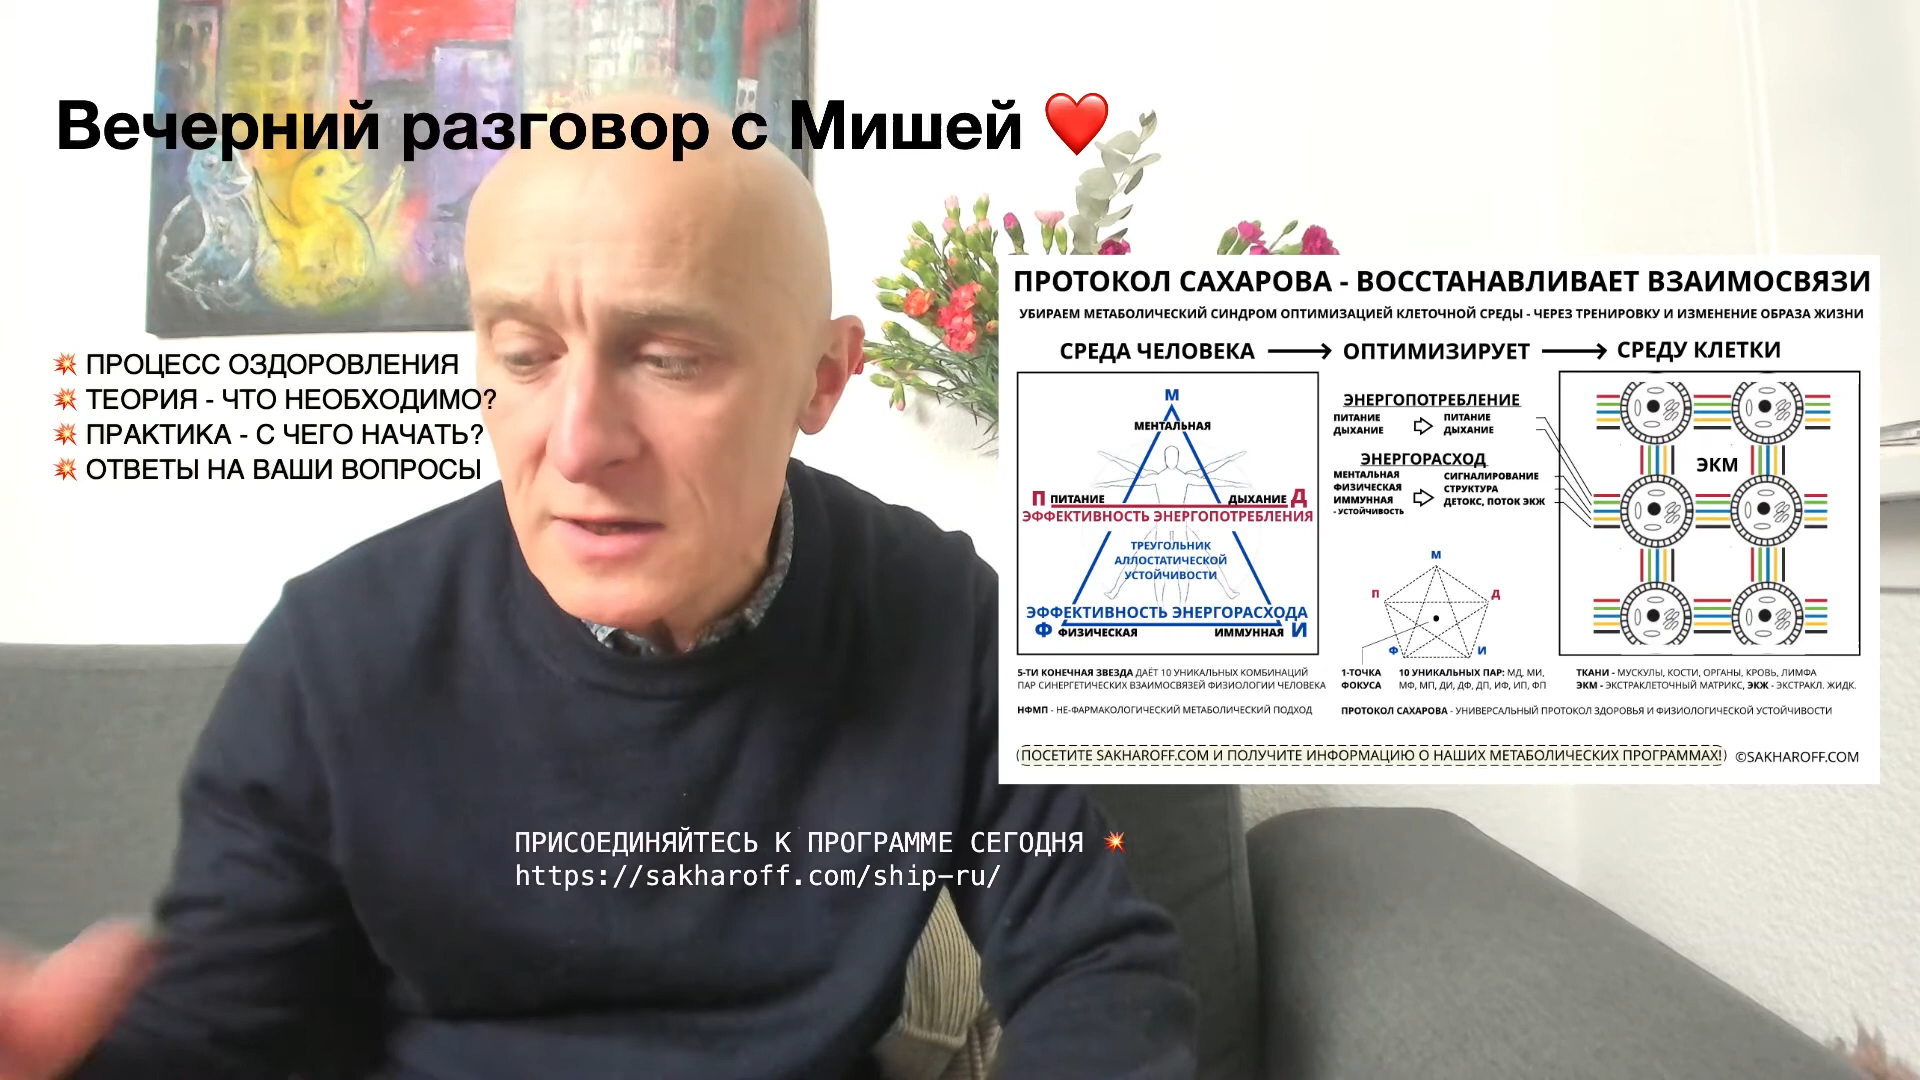 Вечерний разговор с Мишей ❤️
💥 ПРОЦЕСС ОЗДОРОВЛЕНИЯ
💥 ТЕОРИЯ - ЧТО НЕОБХОДИМО?
💥 ПРАКТИКА - С ЧЕГО НАЧАТЬ?
💥 ОТВЕТЫ НА ВАШИ ВОПРОСЫ
ПРОТОКОЛ САХАРОВА - ВОССТАНАВЛИВАЕТ ВЗАИМОСВЯЗИ
УБИРАЕМ МЕТАБОЛИЧЕСКИЙ СИНДРОМ ОПТИМИЗАЦИЕЙ КЛЕТОЧНОЙ СРЕДЫ - ЧЕРЕЗ ТРЕНИРОВКУ И ИЗМЕНЕНИЕ ОБРАЗА ЖИЗНИ
СРЕДА ЧЕЛОВЕКА → ОПТИМИЗИРУЕТ → СРЕДУ КЛЕТКИ
М
МЕНТАЛЬНАЯ
П ПИТАНИЕ ДЫХАНИЕ Д
ЭФФЕКТИВНОСТЬ ЭНЕРГОПОТРЕБЛЕНИЯ
ТРЕУГОЛЬНИК
АЛЛОСТАТИЧЕСКОЙ
УСТОЙЧИВОСТИ
ЭФФЕКТИВНОСТЬ ЭНЕРГОРАСХОДА
Ф ФИЗИЧЕСКАЯ ИММУННАЯ И
ЭНЕРГОПОТРЕБЛЕНИЕ
ПИТАНИЕ ПИТАНИЕ
ДЫХАНИЕ ДЫХАНИЕ
ЭНЕРГОРАСХОД
МЕНТАЛЬНАЯ СИГНАЛИРОВАНИЕ
ФИЗИЧЕСКАЯ СТРУКТУРА
ИММУННАЯ ДЕТОКС, ПОТОК ЭКЖ
- УСТОЙЧИВОСТЬ
М
П Д
Ф И
ЭКМ
5-ТИ КОНЕЧНАЯ ЗВЕЗДА ДАЁТ 10 УНИКАЛЬНЫХ КОМБИНАЦИЙ
ПАР СИНЕРГЕТИЧЕСКИХ ВЗАИМОСВЯЗЕЙ ФИЗИОЛОГИИ ЧЕЛОВЕКА
1-ТОЧКА
ФОКУСА
10 УНИКАЛЬНЫХ ПАР: МД, МИ,
МФ, МП, ДИ, ДФ, ДП, ИФ, ИП, ФП
ТКАНИ - МУСКУЛЫ, КОСТИ, ОРГАНЫ, КРОВЬ, ЛИМФА
ЭКМ - ЭКСТРАКЛЕТОЧНЫЙ МАТРИКС, ЭКЖ - ЭКСТРАКЛ. ЖИДК.
НФМП - НЕ-ФАРМАКОЛОГИЧЕСКИЙ МЕТАБОЛИЧЕСКИЙ ПОДХОД
ПРОТОКОЛ САХАРОВА - УНИВЕРСАЛЬНЫЙ ПРОТОКОЛ ЗДОРОВЬЯ И ФИЗИОЛОГИЧЕСКОЙ УСТОЙЧИВОСТИ
ПОСЕТИТЕ SAKHAROFF.COM И ПОЛУЧИТЕ ИНФОРМАЦИЮ О НАШИХ МЕТАБОЛИЧЕСКИХ ПРОГРАММАХ! ©SAKHAROFF.COM
ПРИСОЕДИНЯЙТЕСЬ К ПРОГРАММЕ СЕГОДНЯ 💥
https://sakharoff.com/ship-ru/